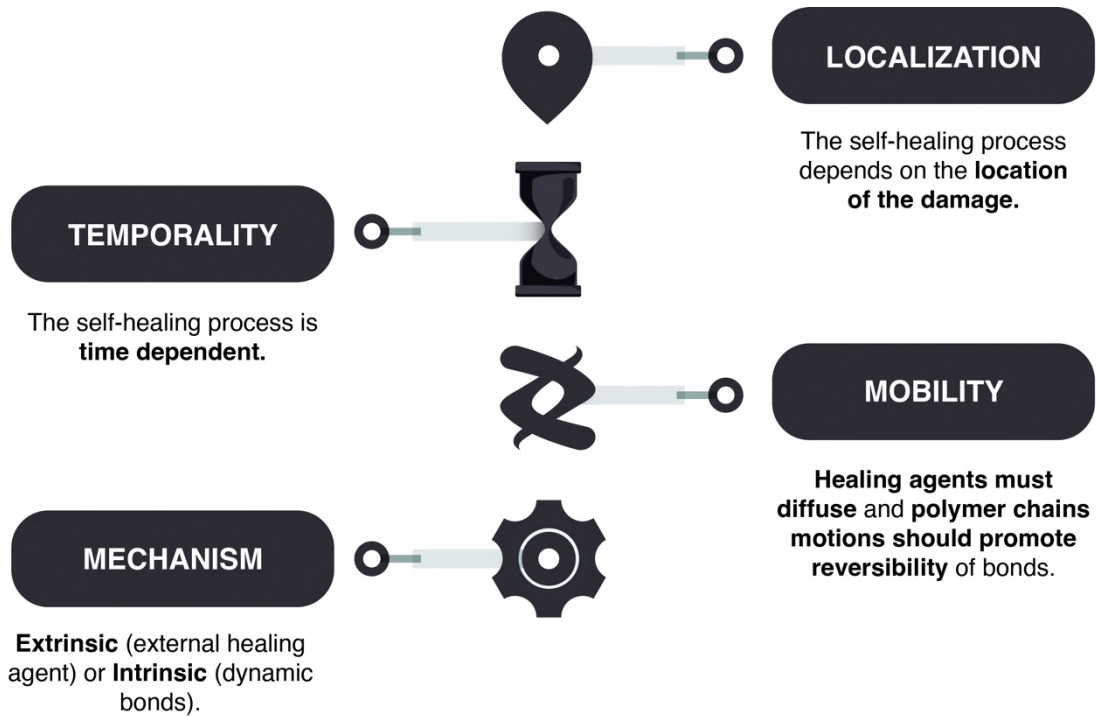 LOCALIZATION
The self-healing process
depends on the location
of the damage.
TEMPORALITY
The self-healing process is
time dependent.
MOBILITY
Healing agents must
diffuse and polymer chains
motions should promote
reversibility of bonds.
MECHANISM
Extrinsic (external healing
agent) or Intrinsic (dynamic
bonds).